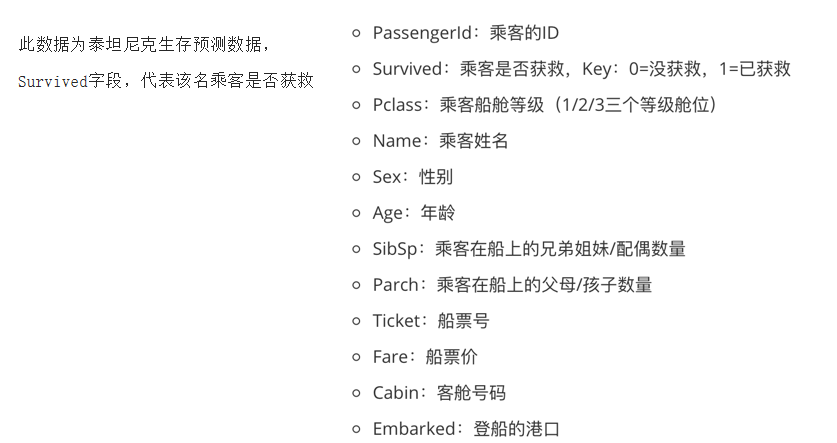 此数据为泰坦尼克生存预测数据，
Survived字段，代表该名乘客是否获救
PassengerId：乘客的ID
Survived：乘客是否获救，Key：0=没获救，1=已获救
Pclass：乘客船舱等级（1/2/3三个等级舱位）
Name：乘客姓名
Sex：性别
Age：年龄
SibSp：乘客在船上的兄弟姐妹/配偶数量
Parch：乘客在船上的父母/孩子数量
Ticket：船票号
Fare：船票价
Cabin：客舱号码
Embarked：登船的港口